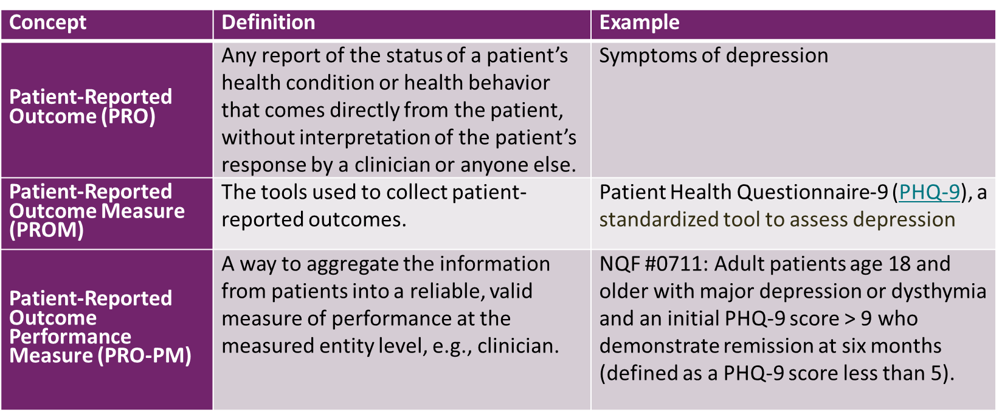 Concept
Definition
Example
Patient-Reported
Outcome (PRO)
Any report of the status of a patient’s
health condition or health behavior
that comes directly from the patient,
without interpretation of the patient’s
response by a clinician or anyone else.
Symptoms of depression
Patient-Reported
Outcome Measure
(PROM)
The tools used to collect patient-
reported outcomes.
Patient Health Questionnaire-9 (PHQ-9), a
standardized tool to assess depression
Patient-Reported
Outcome
Performance
Measure (PRO-PM)
A way to aggregate the information
from patients into a reliable, valid
measure of performance at the
measured entity level, e.g., clinician.
NQF #0711: Adult patients age 18 and
older with major depression or dysthymia
and an initial PHQ-9 score > 9 who
demonstrate remission at six months
(defined as a PHQ-9 score less than 5).